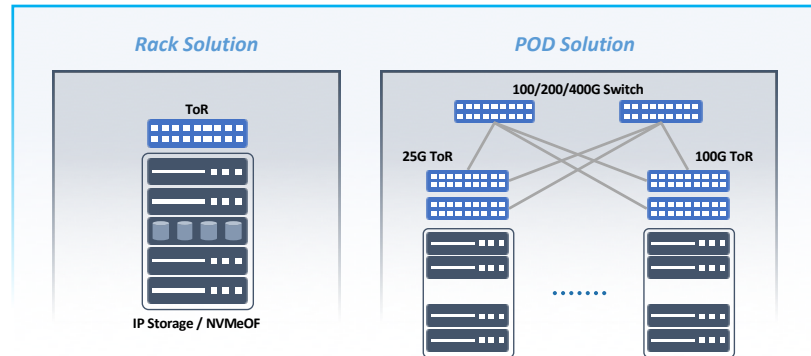 Rack Solution
ToR
IP Storage / NVMeOF
POD Solution
100/200/400G Switch
25G ToR
100G ToR